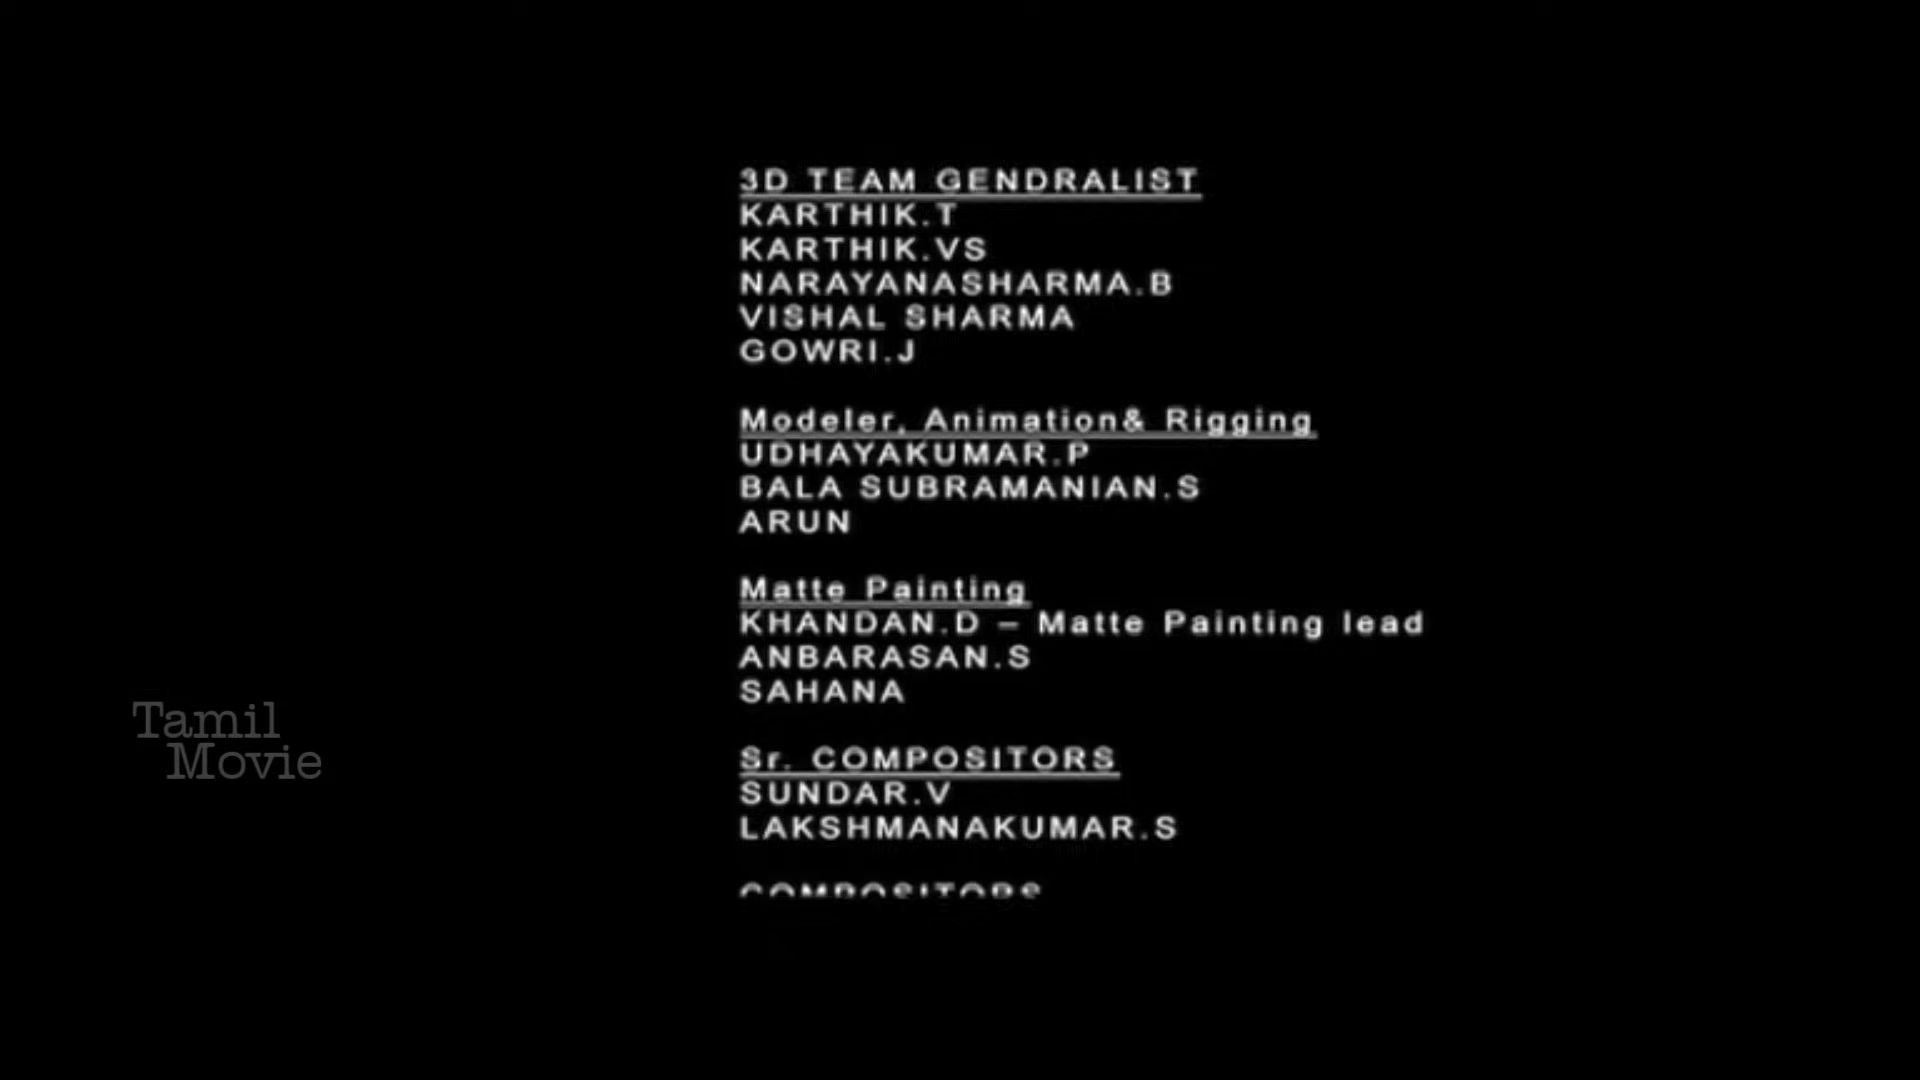 3D TEAM GENDRALIST
KARTHIK.T
KARTHIK.VS
NARAYANASHARMA.B
VISHAL SHARMA
GOWRI.J
Modeler, Animation& Rigging
UDHAYAKUMAR.P
BALA SUBRAMANIAN.S
ARUN
Matte Painting
KHANDAN.D – Matte Painting lead
ANBARASAN.S
SAHANA
Sr. COMPOSITORS
SUNDAR.V
LAKSHMANAKUMAR.S
COMPOSITORS
Tamil
Movie